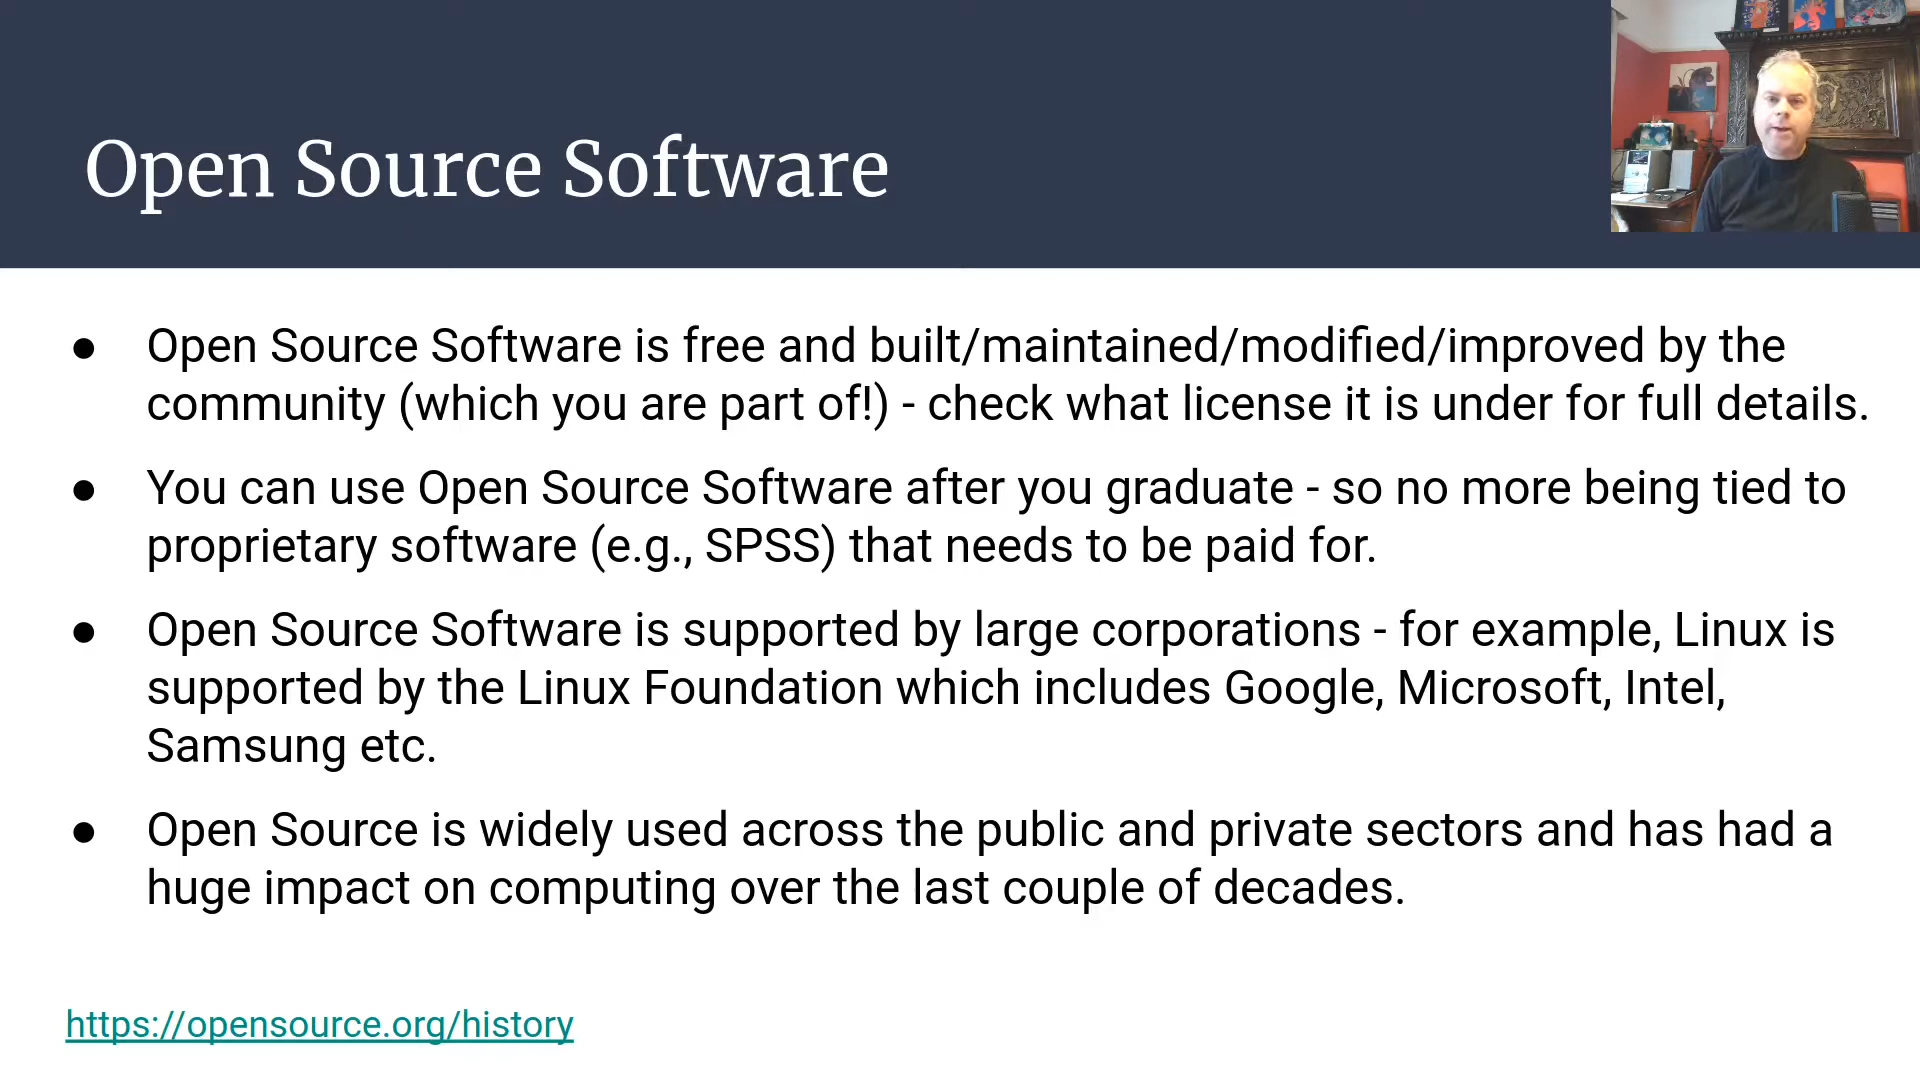 Open Source Software
● Open Source Software is free and built/maintained/modified/improved by the
community (which you are part of!) - check what license it is under for full details.
● You can use Open Source Software after you graduate - so no more being tied to
proprietary software (e.g., SPSS) that needs to be paid for.
● Open Source Software is supported by large corporations - for example, Linux is
supported by the Linux Foundation which includes Google, Microsoft, Intel,
Samsung etc.
● Open Source is widely used across the public and private sectors and has had a
huge impact on computing over the last couple of decades.
https://opensource.org/history